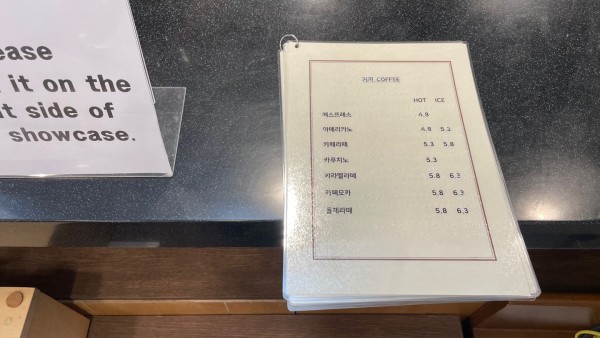 ease
it on the
t side of
showcase.
커피 COFFEE
HOT ICE
에스프레소 4.9
아메리카노 4.8 5.3
카페라떼 5.3 5.8
카푸치노 5.3
카라멜라떼 5.8 6.3
카페모카 5.8 6.3
돌체라떼 5.8 6.3